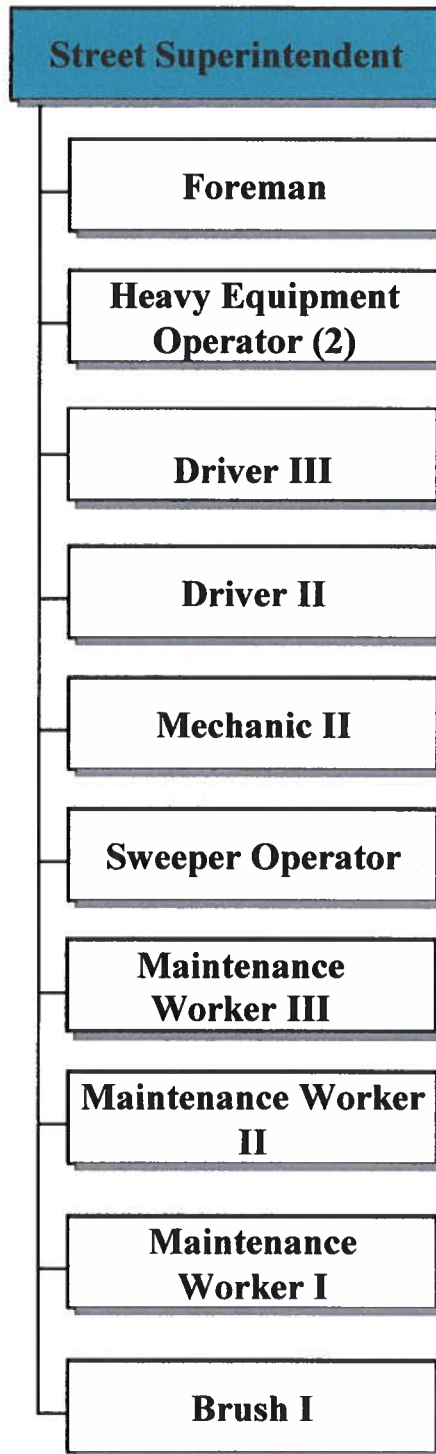 Street Superintendent
Foreman
Heavy Equipment
Operator (2)
Driver III
Driver II
Mechanic II
Sweeper Operator
Maintenance
Worker III
Maintenance Worker
II
Maintenance
Worker I
Brush I